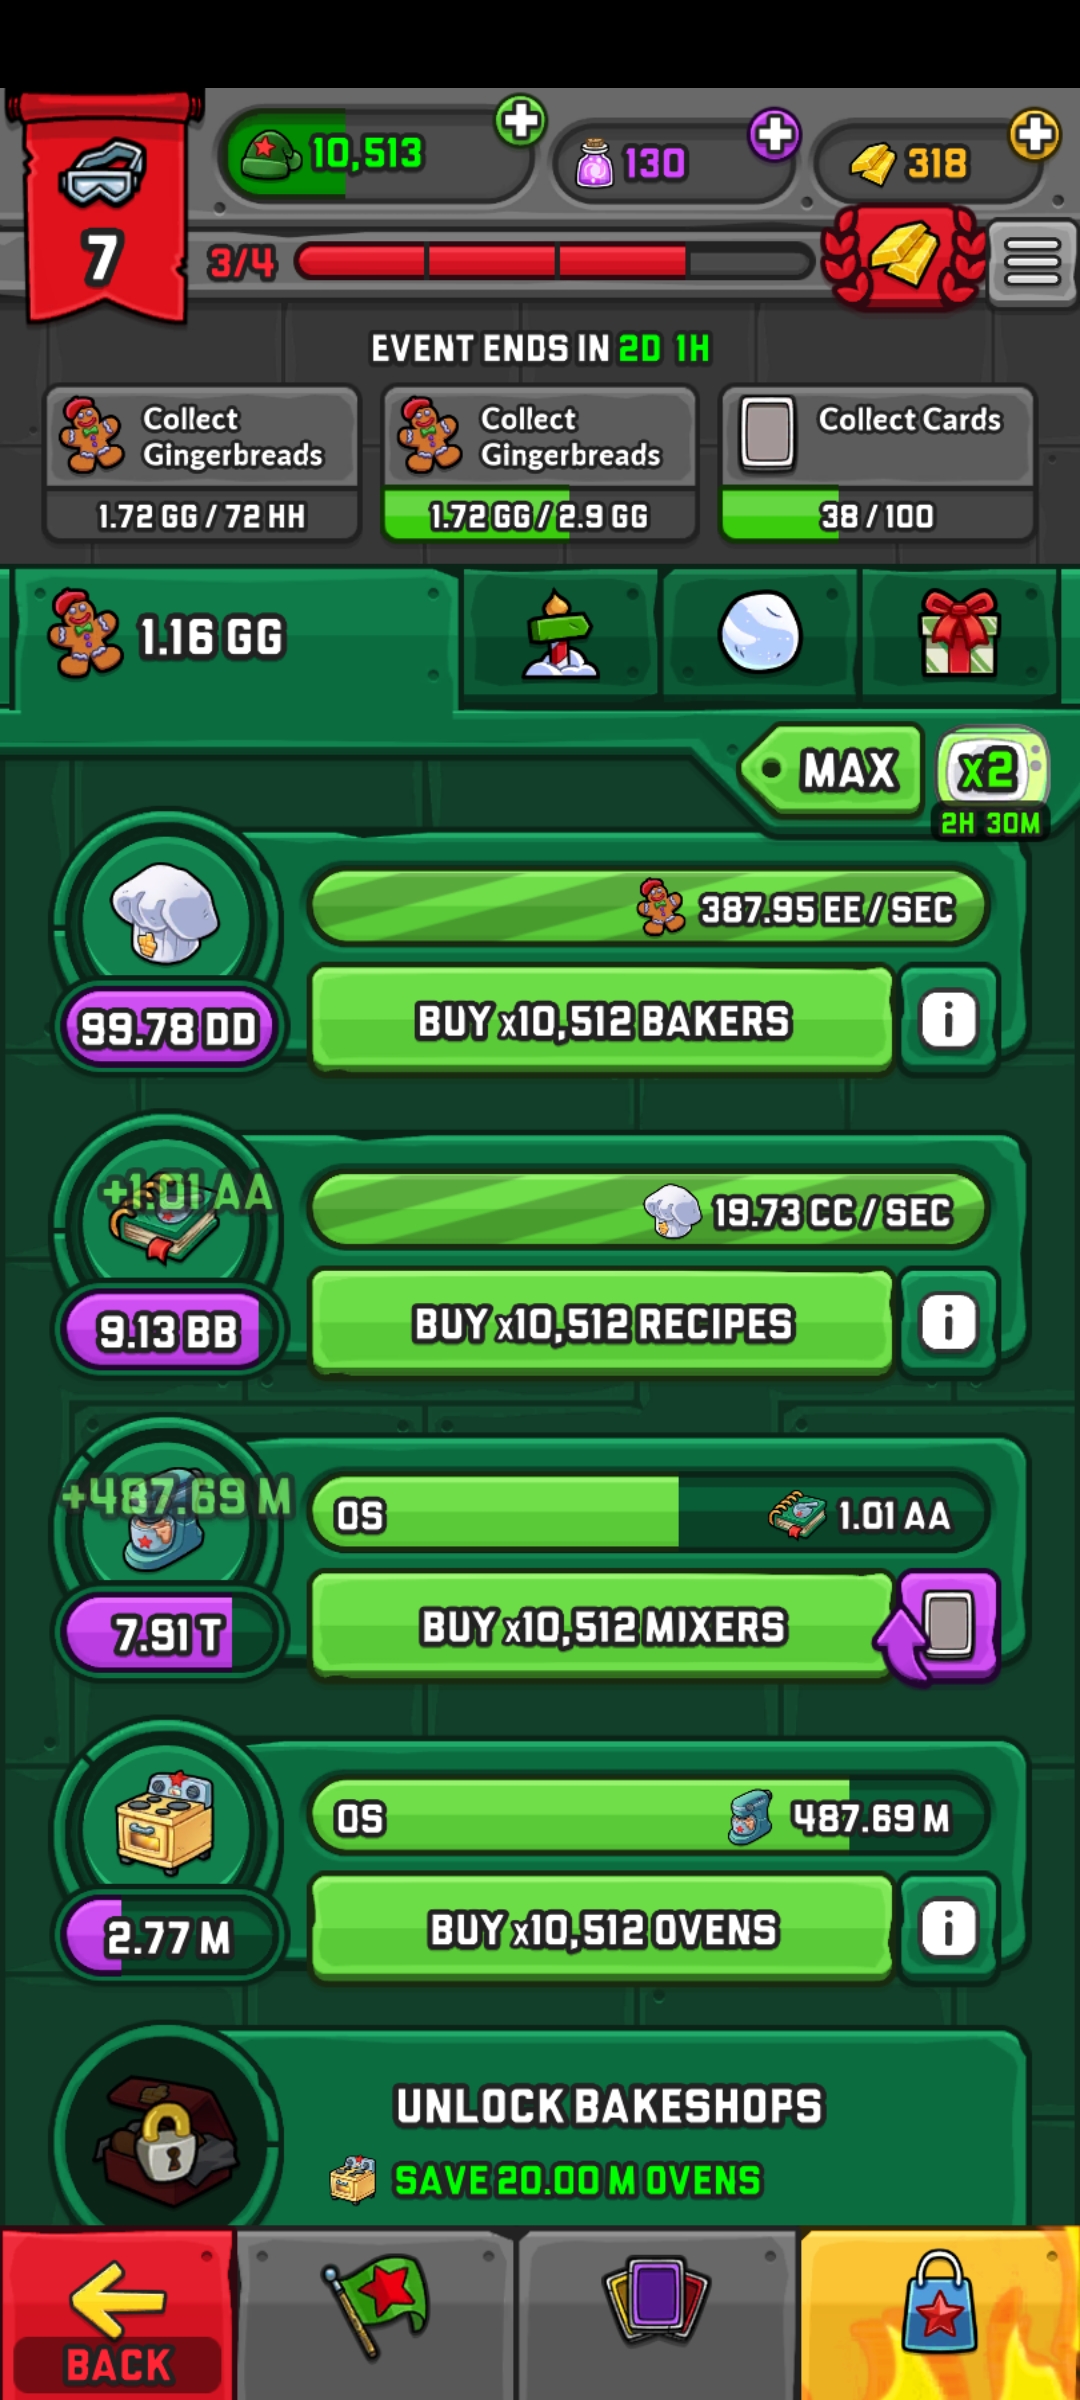 10,513
130
318
7
3/4
EVENT ENDS IN 2D 1H
Collect
Gingerbreads
1.72 GG / 72 HH
Collect
Gingerbreads
1.72 GG / 2.9 GG
Collect Cards
38 / 100
1.16 GG
MAX
x2
2H 30M
387.95 EE / SEC
99.78 DD
BUY x10,512 BAKERS
i
+1.01 AA
19.73 CC / SEC
9.13 BB
BUY x10,512 RECIPES
i
+487.69 M
0S
1.01 AA
7.91 T
BUY x10,512 MIXERS
0S
487.69 M
2.77 M
BUY x10,512 OVENS
i
UNLOCK BAKESHOPS
SAVE 20.00 M OVENS
BACK